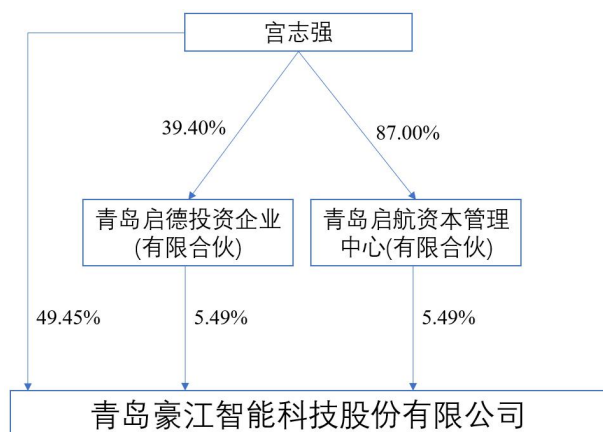 宫志强
39.40%
87.00%
青岛启德投资企业
(有限合伙)
青岛启航资本管理
中心(有限合伙)
49.45%
5.49%
5.49%
青岛豪江智能科技股份有限公司